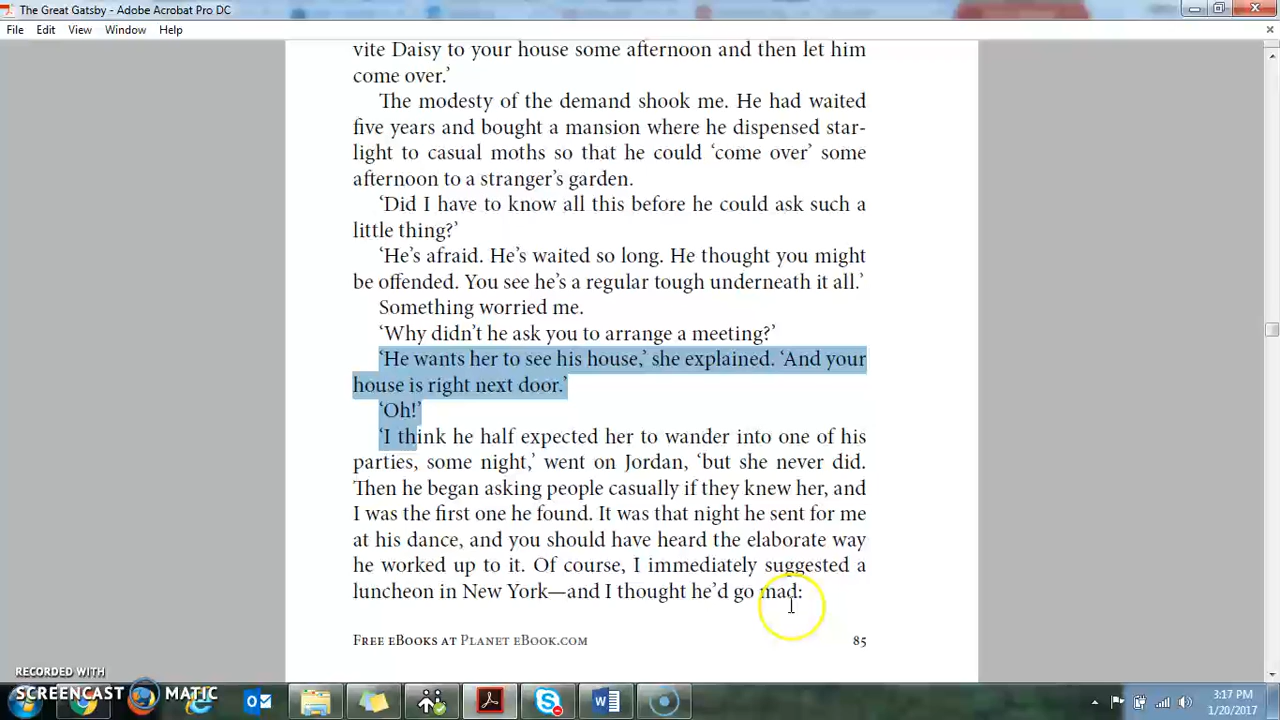 The Great Gatsby - Adobe Acrobat Pro DC
File Edit View Window Help
vite Daisy to your house some afternoon and then let him
come over.’
The modesty of the demand shook me. He had waited
five years and bought a mansion where he dispensed star-
light to casual moths so that he could ‘come over’ some
afternoon to a stranger’s garden.
‘Did I have to know all this before he could ask such a
little thing?’
‘He’s afraid. He’s waited so long. He thought you might
be offended. You see he’s a regular tough underneath it all.’
Something worried me.
‘Why didn’t he ask you to arrange a meeting?’
‘He wants her to see his house,’ she explained. ‘And your
house is right next door.’
‘Oh!’
‘I think he half expected her to wander into one of his
parties, some night,’ went on Jordan, ‘but she never did.
Then he began asking people casually if they knew her, and
I was the first one he found. It was that night he sent for me
at his dance, and you should have heard the elaborate way
he worked up to it. Of course, I immediately suggested a
luncheon in New York—and I thought he’d go mad:
Free eBooks at Planet eBook.com 85
RECORDED WITH
SCREENCAST MATIC
3:17 PM
1/20/2017